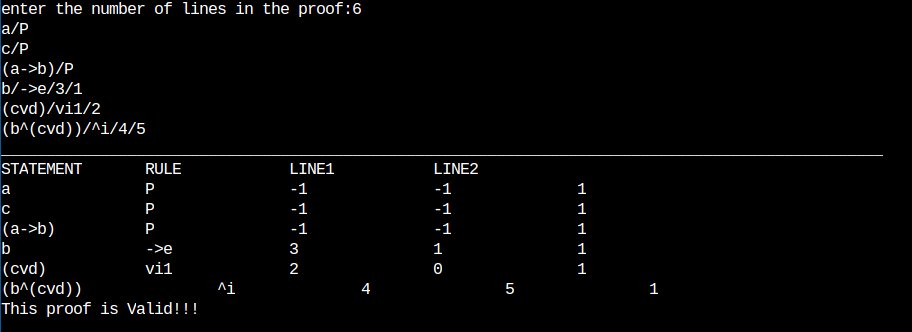 enter the number of lines in the proof:6
a/P
c/P
(a->b)/P
b/->e/3/1
(cvd)/vi1/2
(b^(cvd))/^i/4/5
STATEMENT RULE LINE1 LINE2
a P -1 -1 1
c P -1 -1 1
(a->b) P -1 -1 1
b ->e 3 1 1
(cvd) vi1 2 0 1
(b^(cvd)) ^i 4 5 1
This proof is Valid!!!